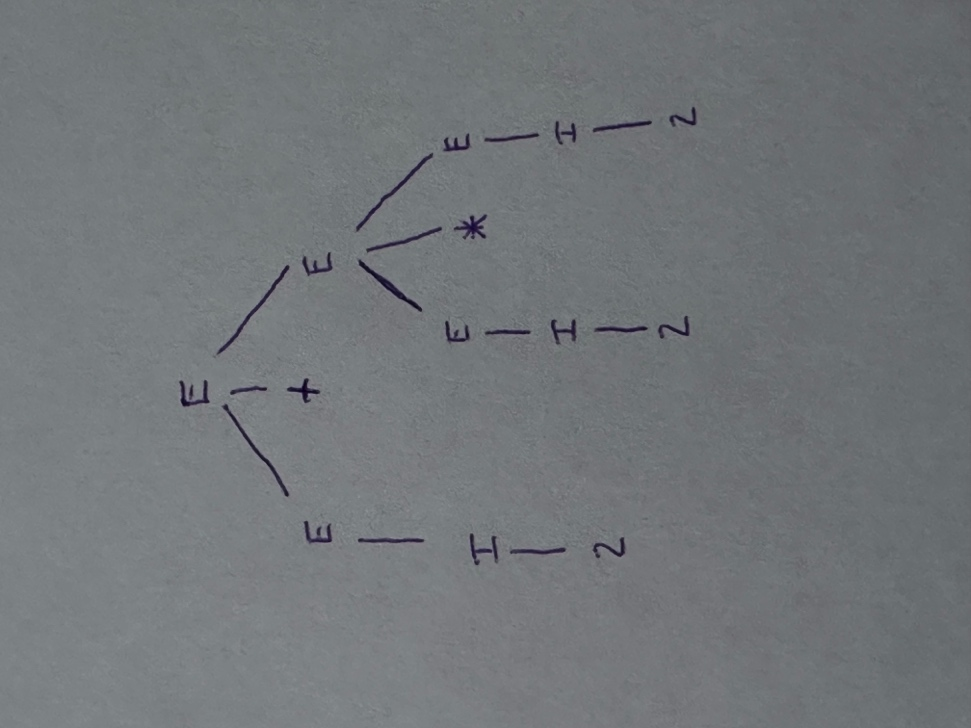 E
E + E
I E * E
2 I I
2 2